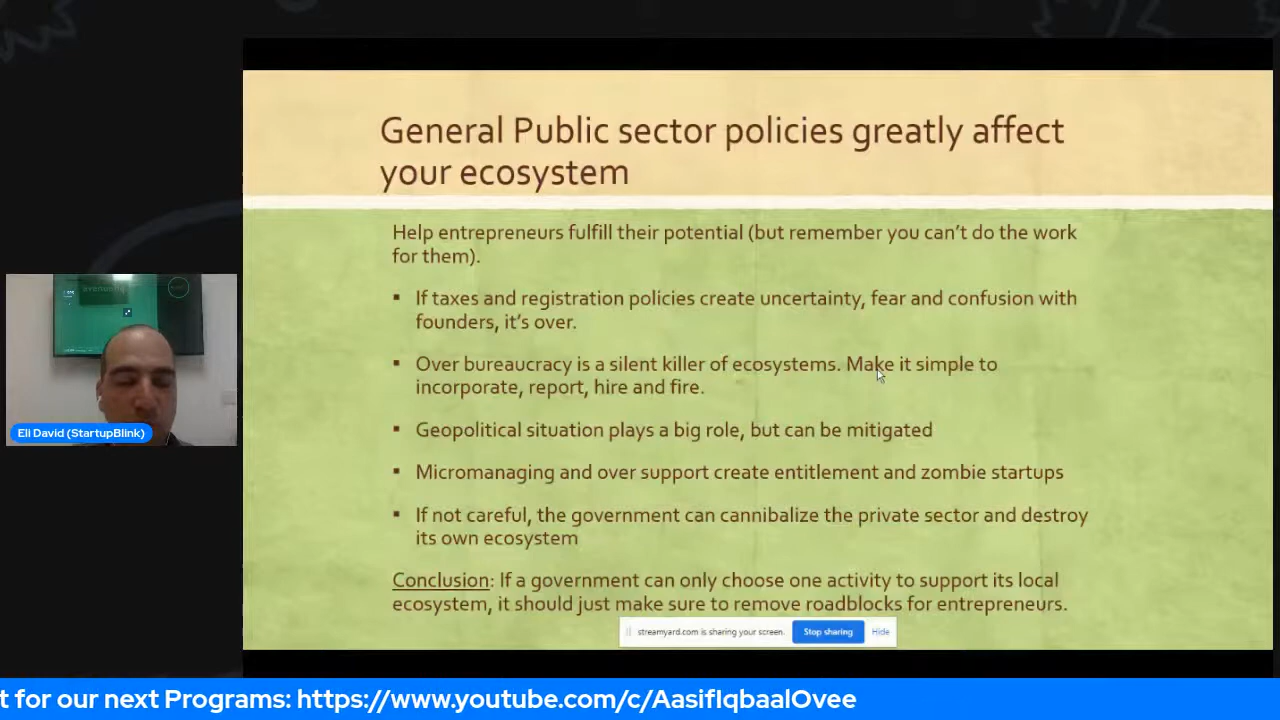 General Public sector policies greatly affect
your ecosystem
Help entrepreneurs fulfill their potential (but remember you can't do the work
for them).
▪ If taxes and registration policies create uncertainty, fear and confusion with
founders, it's over.
▪ Over bureaucracy is a silent killer of ecosystems. Make it simple to
incorporate, report, hire and fire.
▪ Geopolitical situation plays a big role, but can be mitigated
▪ Micromanaging and over support create entitlement and zombie startups
▪ If not careful, the government can cannibalize the private sector and destroy
its own ecosystem
Conclusion: If a government can only choose one activity to support its local
ecosystem, it should just make sure to remove roadblocks for entrepreneurs.
streamyard.com is sharing your screen.
Stop sharing
Hide
Eli David (StartupBlink)
t for our next Programs: https://www.youtube.com/c/AasifIqbaalOvee